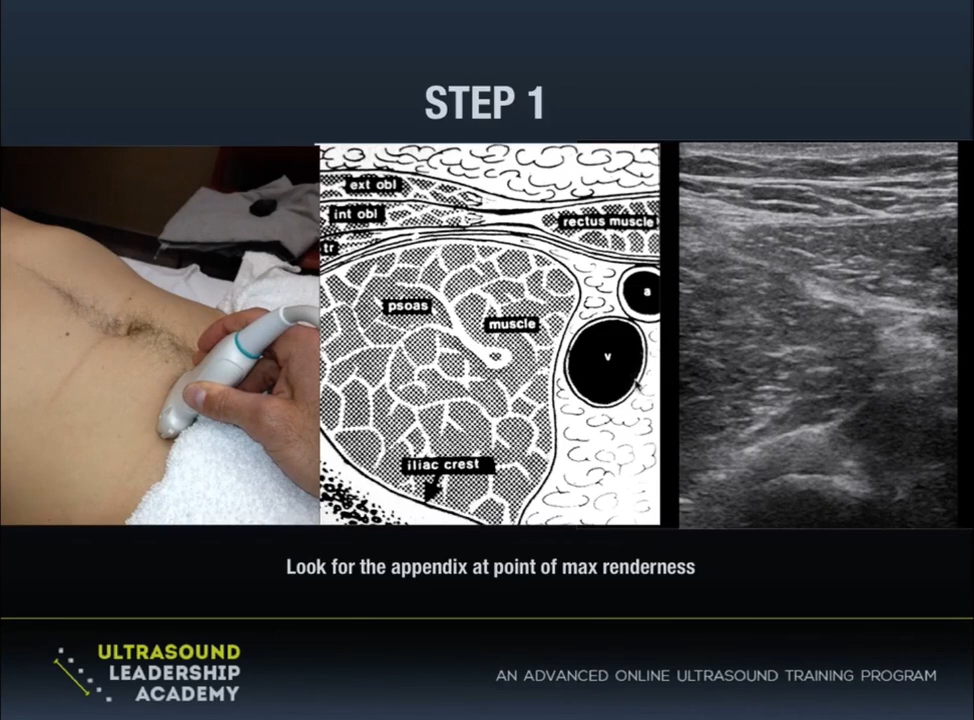 STEP 1
ext obl
int obl
tr
rectus muscle
a
psoas
muscle
v
iliac crest
Look for the appendix at point of max renderness
ULTRASOUND
LEADERSHIP
ACADEMY
AN ADVANCED ONLINE ULTRASOUND TRAINING PROGRAM